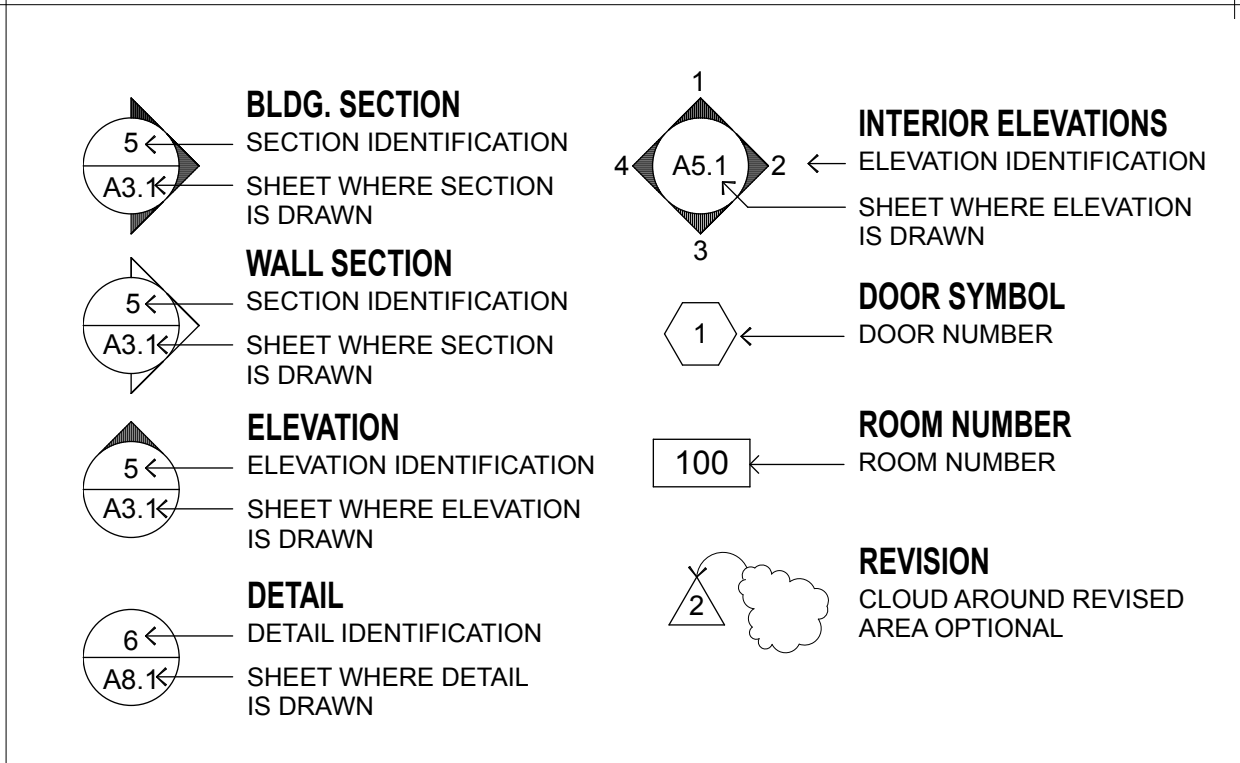 BLDG. SECTION
5
SECTION IDENTIFICATION
A3.1
SHEET WHERE SECTION
IS DRAWN
WALL SECTION
5
SECTION IDENTIFICATION
A3.1
SHEET WHERE SECTION
IS DRAWN
ELEVATION
5
ELEVATION IDENTIFICATION
A3.1
SHEET WHERE ELEVATION
IS DRAWN
DETAIL
6
DETAIL IDENTIFICATION
A8.1
SHEET WHERE DETAIL
IS DRAWN
1
INTERIOR ELEVATIONS
4 A5.1 2
ELEVATION IDENTIFICATION
SHEET WHERE ELEVATION
IS DRAWN
3
DOOR SYMBOL
1
DOOR NUMBER
ROOM NUMBER
100
ROOM NUMBER
REVISION
2
CLOUD AROUND REVISED
AREA OPTIONAL